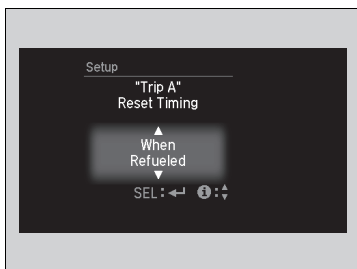 Setup
"Trip A"
Reset Timing
When
Refueled
SEL:
: